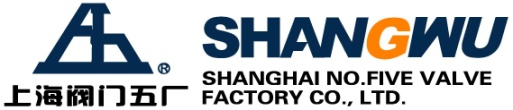 ®
上海阀门五厂
SHANGWU
SHANGHAI NO.FIVE VALVE
FACTORY CO., LTD.